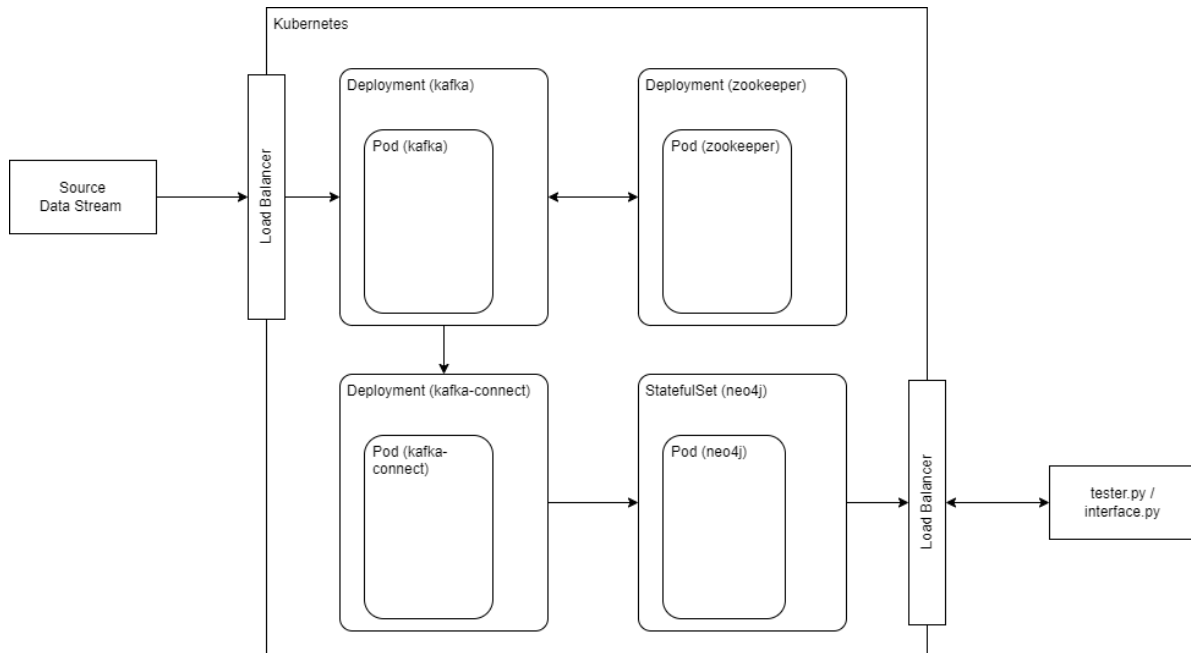 Kubernetes
Deployment (kafka)
Deployment (zookeeper)
Pod (kafka)
Pod (zookeeper)
Load Balancer
Source
Data Stream
Deployment (kafka-connect)
StatefulSet (neo4j)
Pod (kafka-
connect)
Pod (neo4j)
Load Balancer
tester.py /
interface.py